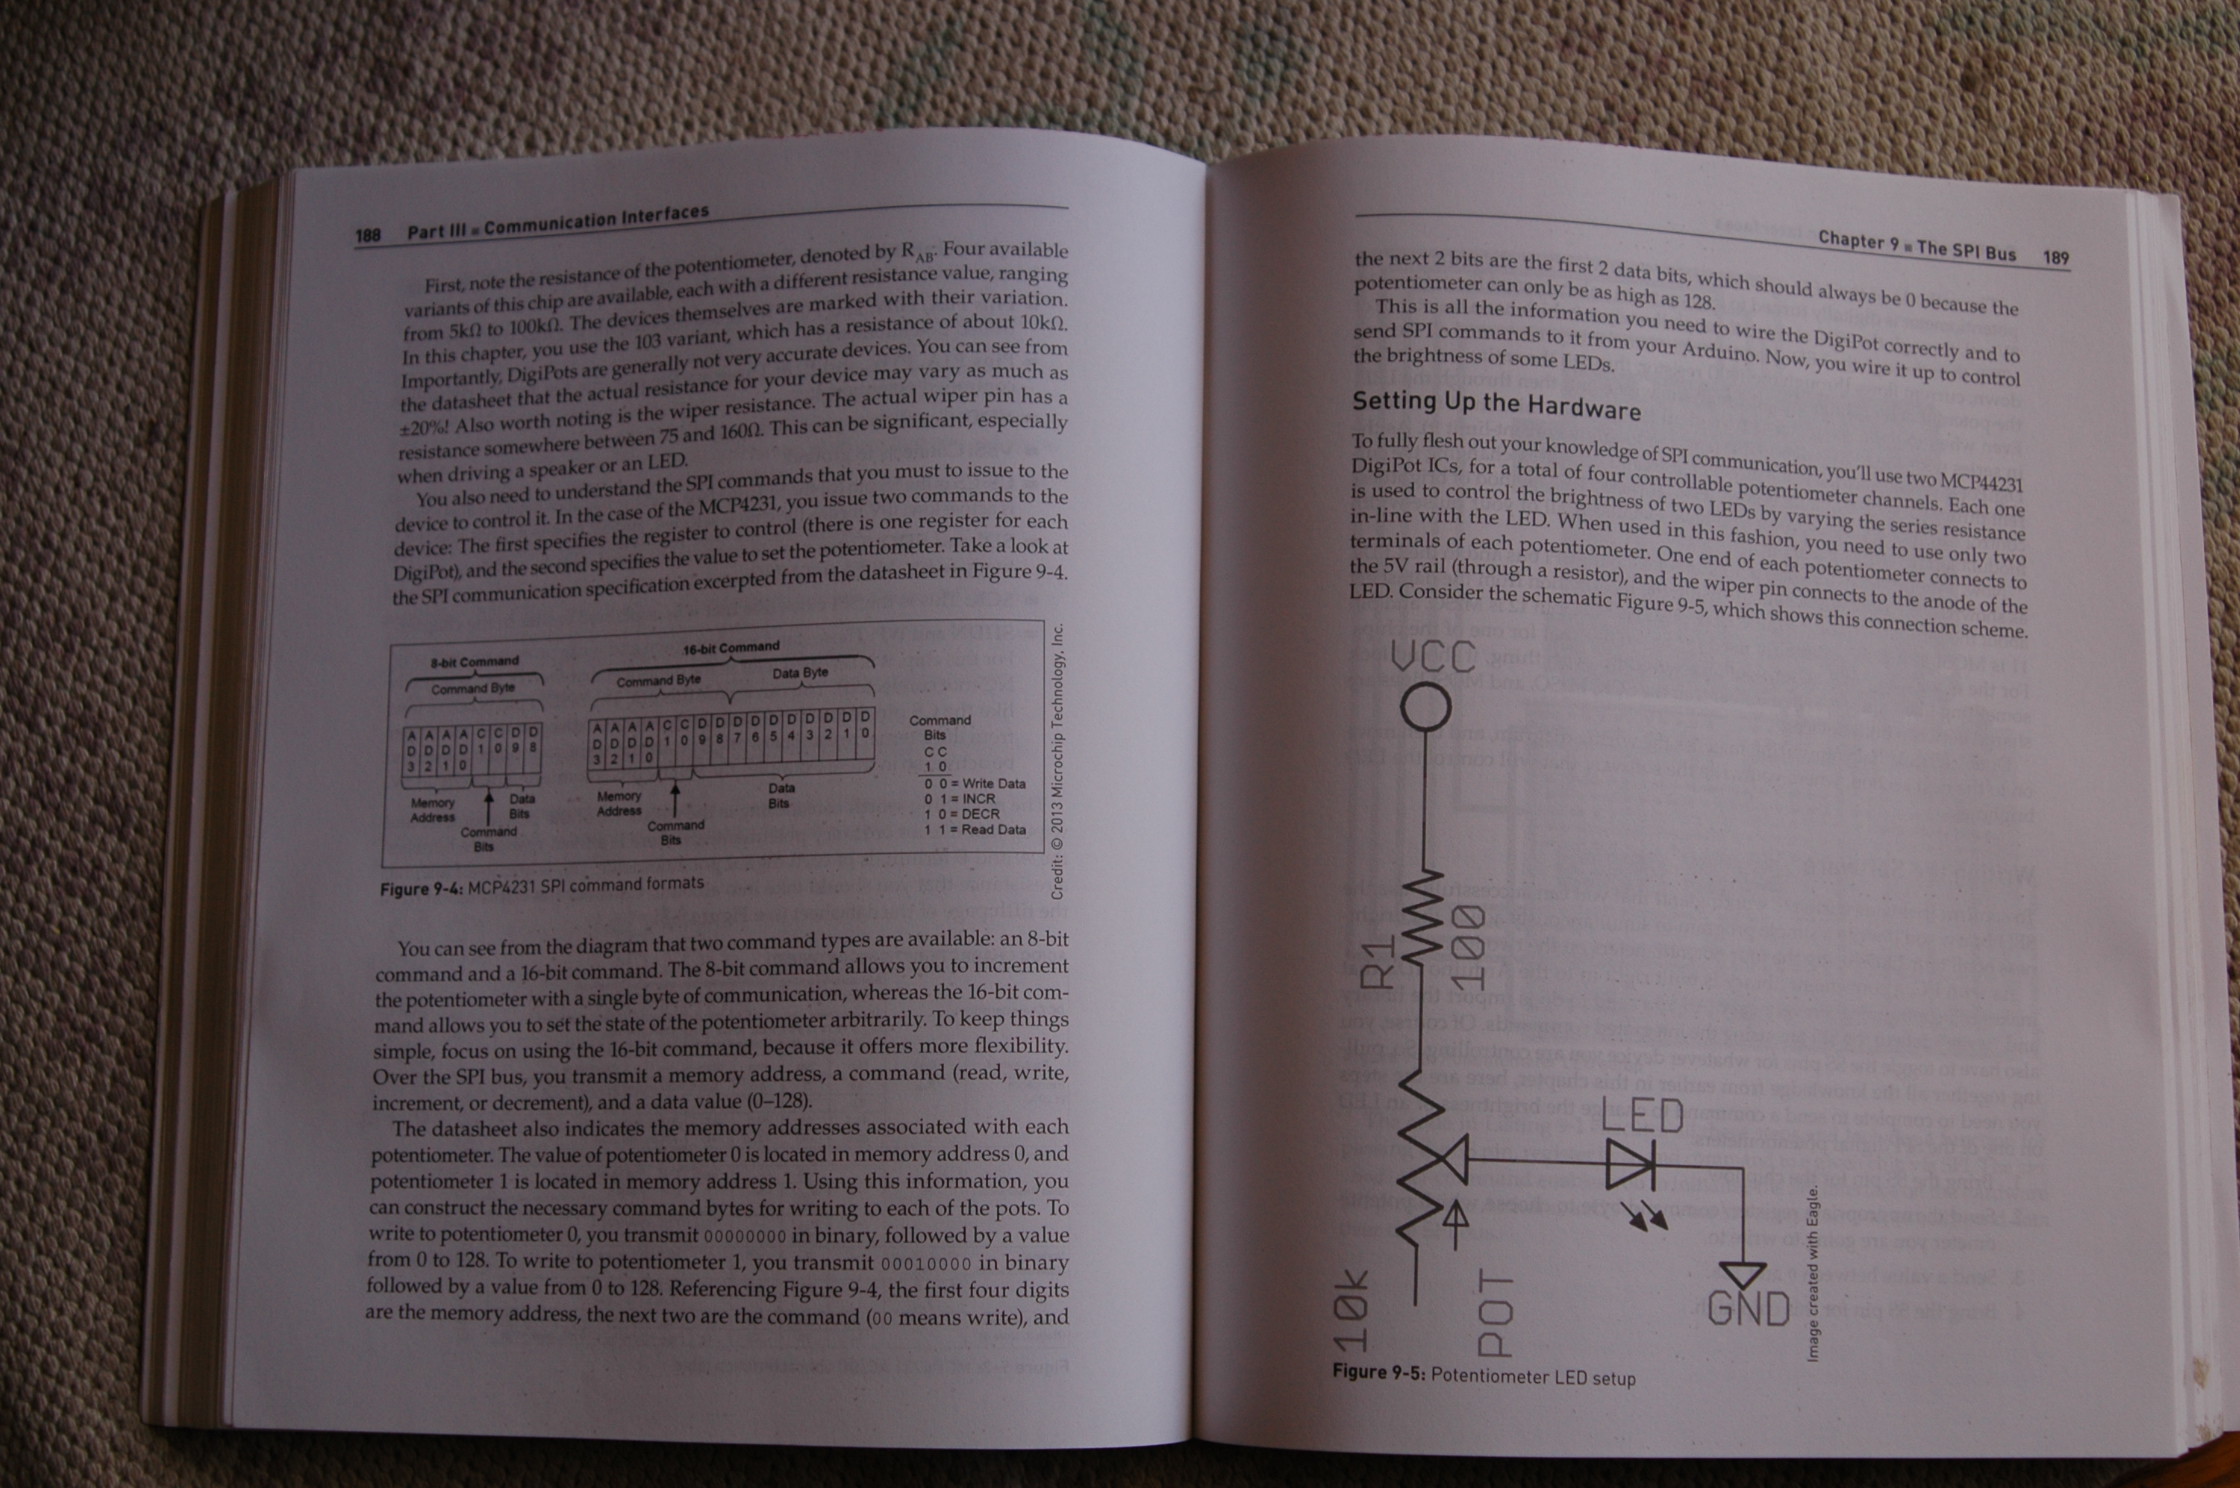 188 Part III ■ Communication Interfaces
First, note the resistance of the potentiometer, denoted by RAB. Four available
variants of this chip are available, each with a different resistance value, ranging
from 5kΩ to 100kΩ. The devices themselves are marked with their variation.
In this chapter, you use the 103 variant, which has a resistance of about 10kΩ.
Importantly, DigiPots are generally not very accurate devices. You can see from
the datasheet that the actual resistance for your device may vary as much as
±20%! Also worth noting is the wiper resistance. The actual wiper pin has a
resistance somewhere between 75 and 160Ω. This can be significant, especially
when driving a speaker or an LED.
You also need to understand the SPI commands that you must to issue to the
device to control it. In the case of the MCP4231, you issue two commands to the
device: The first specifies the register to control (there is one register for each
DigiPot), and the second specifies the value to set the potentiometer. Take a look at
the SPI communication specification excerpted from the datasheet in Figure 9-4.
8-bit Command
Command Byte
A A A A C C D D
D D D D 1 0 9 8
3 2 1 0
Memory
Address
Data
Bits
Command
Bits
16-bit Command
Command Byte
Data Byte
A A A A C C D D D D D D D D D D
D D D D 1 0 9 8 7 6 5 4 3 2 1 0
3 2 1 0
Memory
Address
Data
Bits
Command
Bits
Command
Bits
C C
1 0
0 0 = Write Data
0 1 = INCR
1 0 = DECR
1 1 = Read Data
Credit: © 2013 Microchip Technology, Inc.
Figure 9-4: MCP4231 SPI command formats
You can see from the diagram that two command types are available: an 8-bit
command and a 16-bit command. The 8-bit command allows you to increment
the potentiometer with a single byte of communication, whereas the 16-bit com-
mand allows you to set the state of the potentiometer arbitrarily. To keep things
simple, focus on using the 16-bit command, because it offers more flexibility.
Over the SPI bus, you transmit a memory address, a command (read, write,
increment, or decrement), and a data value (0–128).
The datasheet also indicates the memory addresses associated with each
potentiometer. The value of potentiometer 0 is located in memory address 0, and
potentiometer 1 is located in memory address 1. Using this information, you
can construct the necessary command bytes for writing to each of the pots. To
write to potentiometer 0, you transmit 00000000 in binary, followed by a value
from 0 to 128. To write to potentiometer 1, you transmit 00010000 in binary
followed by a value from 0 to 128. Referencing Figure 9-4, the first four digits
are the memory address, the next two are the command (00 means write), and
Chapter 9 ■ The SPI Bus 189
the next 2 bits are the first 2 data bits, which should always be 0 because the
potentiometer can only be as high as 128.
This is all the information you need to wire the DigiPot correctly and to
send SPI commands to it from your Arduino. Now, you wire it up to control
the brightness of some LEDs.
Setting Up the Hardware
To fully flesh out your knowledge of SPI communication, you'll use two MCP44231
DigiPot ICs, for a total of four controllable potentiometer channels. Each one
is used to control the brightness of two LEDs by varying the series resistance
in-line with the LED. When used in this fashion, you need to use only two
terminals of each potentiometer. One end of each potentiometer connects to
the 5V rail (through a resistor), and the wiper pin connects to the anode of the
LED. Consider the schematic Figure 9-5, which shows this connection scheme.
VCC
R1
100
LED
10k
POT
GND
Image created with Eagle.
Figure 9-5: Potentiometer LED setup